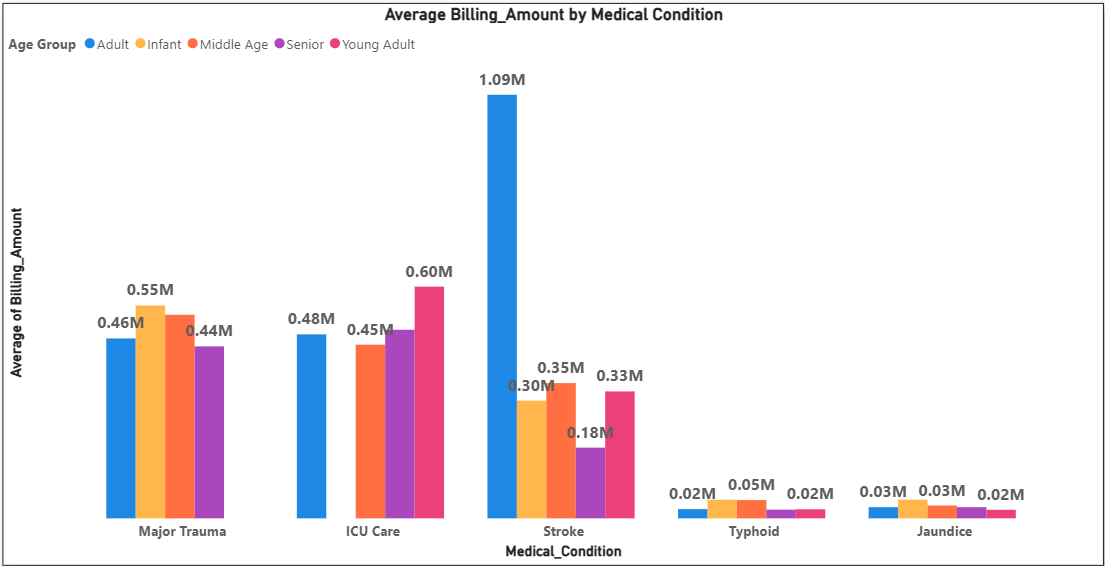 Average Billing_Amount by Medical Condition
Age Group Adult Infant Middle Age Senior Young Adult
Average of Billing_Amount
0.46M 0.55M 0.44M
0.48M 0.45M 0.60M
1.09M 0.30M 0.35M 0.18M 0.33M
0.02M 0.05M 0.02M
0.03M 0.03M 0.02M
Major Trauma ICU Care Stroke Typhoid Jaundice
Medical_Condition